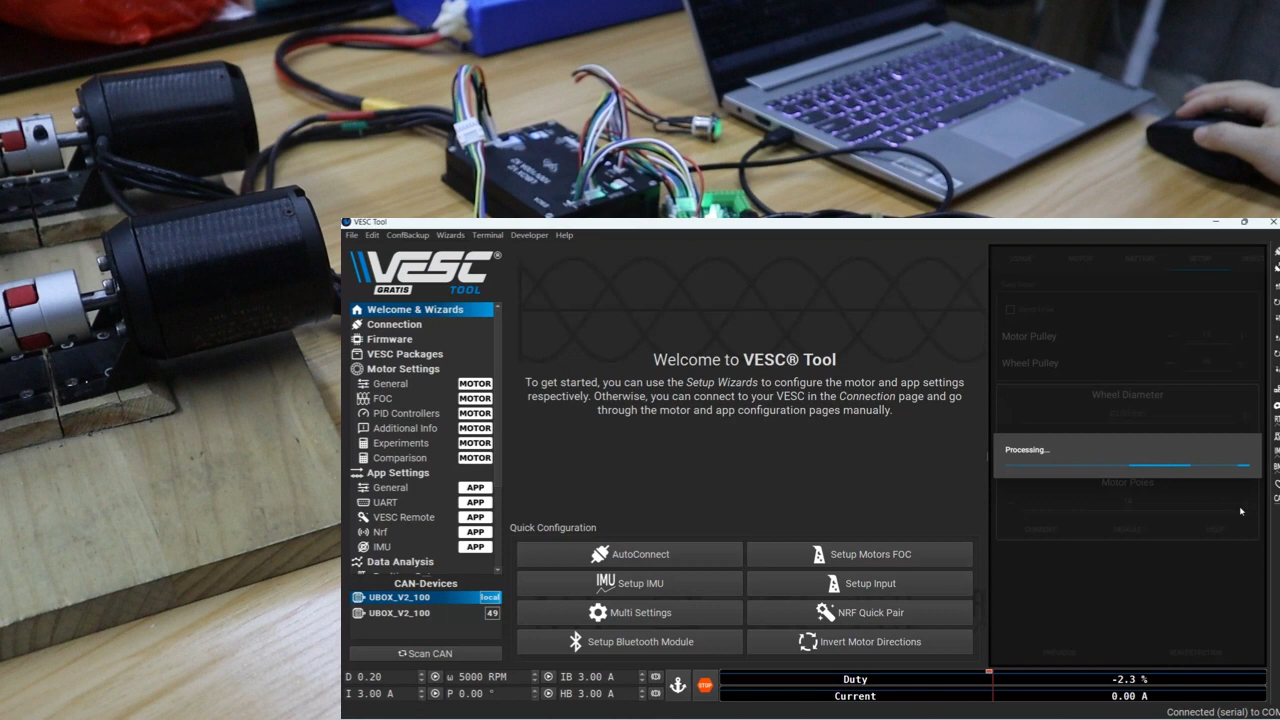 VESC Tool
File Edit ConfBackup Wizards Terminal Developer Help
VESC®
GRATIS TOOL
Welcome & Wizards
Connection
Firmware
VESC Packages
Motor Settings
General MOTOR
FOC MOTOR
PID Controllers MOTOR
Additional Info MOTOR
Experiments MOTOR
Comparison MOTOR
App Settings
General APP
UART APP
VESC Remote APP
Nrf APP
IMU APP
Data Analysis
CAN-Devices
UBOX_V2_100 local
UBOX_V2_100 49
Scan CAN
Welcome to VESC® Tool
To get started, you can use the Setup Wizards to configure the motor and app settings
respectively. Otherwise, you can connect to your VESC in the Connection page and go
through the motor and app configuration pages manually.
Quick Configuration
AutoConnect Setup Motors FOC
IMU Setup IMU Setup Input
Multi Settings NRF Quick Pair
Setup Bluetooth Module Invert Motor Directions
Motor Pulley
Wheel Pulley
Wheel Diameter
Processing...
Motor Poles
D 0.20 ω 5000 RPM IB 3.00 A
I 3.00 A P 0.00 ° HB 3.00 A
STOP
Duty -2.3 %
Current 0.00 A
Connected (serial) to COM